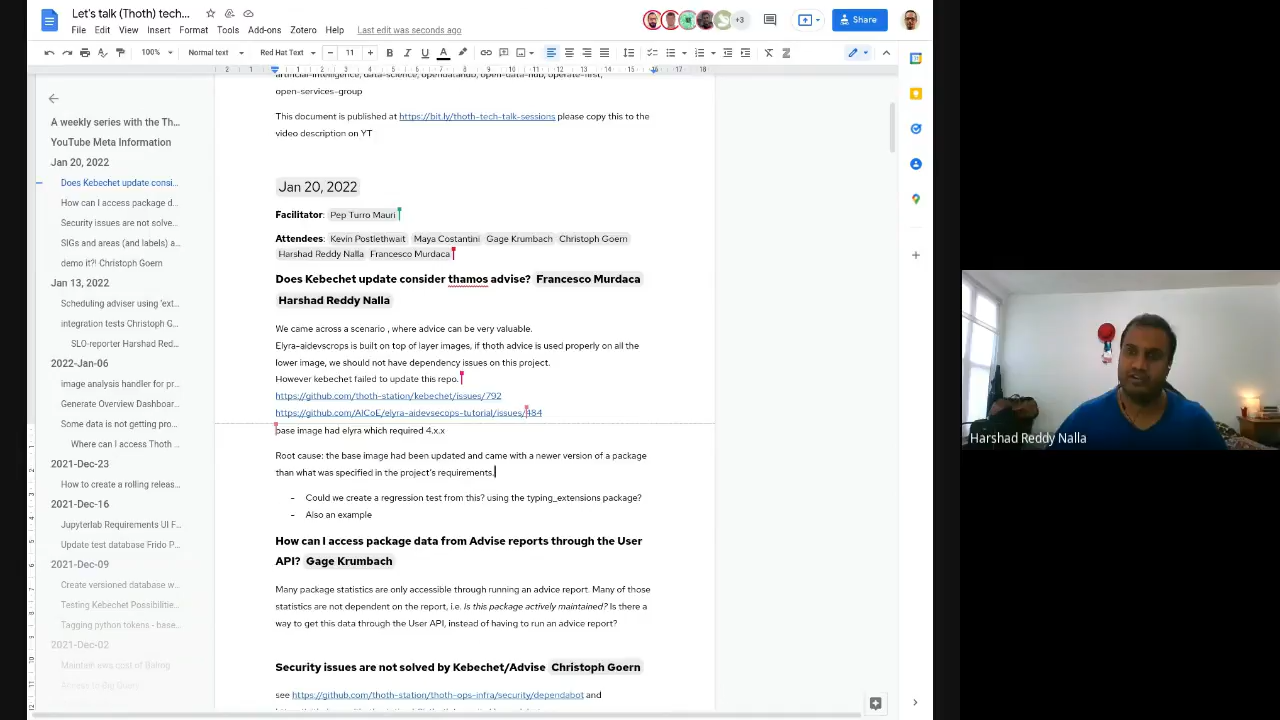 Let's talk (Thoth) tech...
File Edit View Insert Format Tools Add-ons Zotero Help Last edit was seconds ago
+3
Share
100% Normal text Red Hat Text 11
A weekly series with the Th...
YouTube Meta Information
Jan 20, 2022
Does Kebechet update consi...
How can I access package d...
Security issues are not solve...
SIGs and areas (and labels) a...
demo it?! Christoph Goern
Jan 13, 2022
Scheduling adviser using 'ext...
integration tests Christoph G...
SLO-reporter Harshad Red...
2022-Jan-06
image analysis handler for pr...
Generate Overview Dashboar...
Some data is not getting pro...
Where can I access Thoth ...
2021-Dec-23
How to create a rolling releas...
2021-Dec-16
Jupyterlab Requirements UI F...
Update test database Frido P...
2021-Dec-09
Create versioned database w...
Testing Kebechet Possibilitie...
Tagging python tokens - base...
2021-Dec-02
artificial-intelligence, data-science, opendatahub, open-data-hub, operate-first,
open-services-group
This document is published at https://bit.ly/thoth-tech-talk-sessions please copy this to the
video description on YT
Jan 20, 2022
Facilitator: Pep Turro Mauri
Attendees: Kevin Postlethwait Maya Costantini Gage Krumbach Christoph Goern
Harshad Reddy Nalla Francesco Murdaca
Does Kebechet update consider thamos advise? Francesco Murdaca
Harshad Reddy Nalla
We came across a scenario , where advice can be very valuable.
Elyra-aidevscrops is built on top of layer images, if thoth advice is used properly on all the
lower image, we should not have dependency issues on this project.
However kebechet failed to update this repo.
https://github.com/thoth-station/kebechet/issues/792
https://github.com/AICoE/elyra-aidevsecops-tutorial/issues/484
base image had elyra which required 4.x.x
Root cause: the base image had been updated and came with a newer version of a package
than what was specified in the project's requirements.
- Could we create a regression test from this? using the typing_extensions package?
- Also an example
How can I access package data from Advise reports through the User
API? Gage Krumbach
Many package statistics are only accessible through running an advice report. Many of those
statistics are not dependent on the report, i.e. Is this package actively maintained? Is there a
way to get this data through the User API, instead of having to run an advice report?
Security issues are not solved by Kebechet/Advise Christoph Goern
see https://github.com/thoth-station/thoth-ops-infra/security/dependabot and
Harshad Reddy Nalla